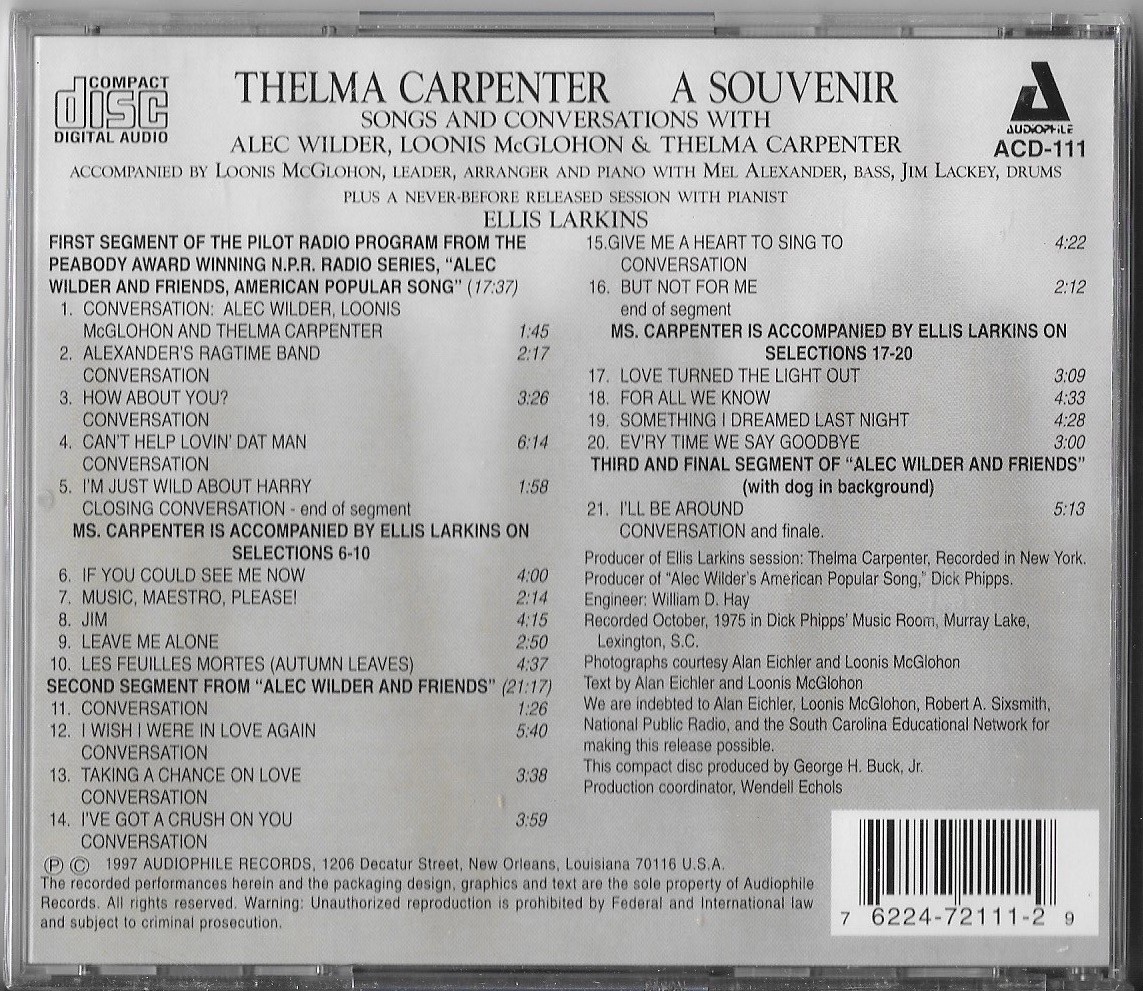 COMPACT
disc
DIGITAL AUDIO
THELMA CARPENTER A SOUVENIR
SONGS AND CONVERSATIONS WITH
ALEC WILDER, LOONIS McGLOHON & THELMA CARPENTER
AUDIOPHILE
ACD-111
ACCOMPANIED BY LOONIS MCGLOHON, LEADER, ARRANGER AND PIANO WITH MEL ALEXANDER, BASS, JIM LACKEY, DRUMS
PLUS A NEVER-BEFORE RELEASED SESSION WITH PIANIST
ELLIS LARKINS
FIRST SEGMENT OF THE PILOT RADIO PROGRAM FROM THE
PEABODY AWARD WINNING N.P.R. RADIO SERIES, “ALEC
WILDER AND FRIENDS, AMERICAN POPULAR SONG” (17:37)
1. CONVERSATION: ALEC WILDER, LOONIS
McGLOHON AND THELMA CARPENTER 1:45
2. ALEXANDER'S RAGTIME BAND 2:17
CONVERSATION
3. HOW ABOUT YOU? 3:26
CONVERSATION
4. CAN'T HELP LOVIN' DAT MAN 6:14
CONVERSATION
5. I'M JUST WILD ABOUT HARRY 1:58
CLOSING CONVERSATION - end of segment
MS. CARPENTER IS ACCOMPANIED BY ELLIS LARKINS ON
SELECTIONS 6-10
6. IF YOU COULD SEE ME NOW 4:00
7. MUSIC, MAESTRO, PLEASE! 2:14
8. JIM 4:15
9. LEAVE ME ALONE 2:50
10. LES FEUILLES MORTES (AUTUMN LEAVES) 4:37
SECOND SEGMENT FROM “ALEC WILDER AND FRIENDS” (21:17)
11. CONVERSATION 1:26
12. I WISH I WERE IN LOVE AGAIN 5:40
CONVERSATION
13. TAKING A CHANCE ON LOVE 3:38
CONVERSATION
14. I'VE GOT A CRUSH ON YOU 3:59
CONVERSATION
15.GIVE ME A HEART TO SING TO 4:22
CONVERSATION
16. BUT NOT FOR ME 2:12
end of segment
MS. CARPENTER IS ACCOMPANIED BY ELLIS LARKINS ON
SELECTIONS 17-20
17. LOVE TURNED THE LIGHT OUT 3:09
18. FOR ALL WE KNOW 4:33
19. SOMETHING I DREAMED LAST NIGHT 4:28
20. EV'RY TIME WE SAY GOODBYE 3:00
THIRD AND FINAL SEGMENT OF “ALEC WILDER AND FRIENDS”
(with dog in background)
21. I'LL BE AROUND 5:13
CONVERSATION and finale.
Producer of Ellis Larkins session: Thelma Carpenter, Recorded in New York.
Producer of “Alec Wilder's American Popular Song,” Dick Phipps.
Engineer: William D. Hay
Recorded October, 1975 in Dick Phipps' Music Room, Murray Lake,
Lexington, S.C.
Photographs courtesy Alan Eichler and Loonis McGlohon
Text by Alan Eichler and Loonis McGlohon
We are indebted to Alan Eichler, Loonis McGlohon, Robert A. Sixsmith,
National Public Radio, and the South Carolina Educational Network for
making this release possible.
This compact disc produced by George H. Buck, Jr.
Production coordinator, Wendell Echols
Ⓟ © 1997 AUDIOPHILE RECORDS, 1206 Decatur Street, New Orleans, Louisiana 70116 U.S.A.
The recorded performances herein and the packaging design, graphics and text are the sole property of Audiophile
Records. All rights reserved. Warning: Unauthorized reproduction is prohibited by Federal and International law
and subject to criminal prosecution.
7 6224-72111-2 9